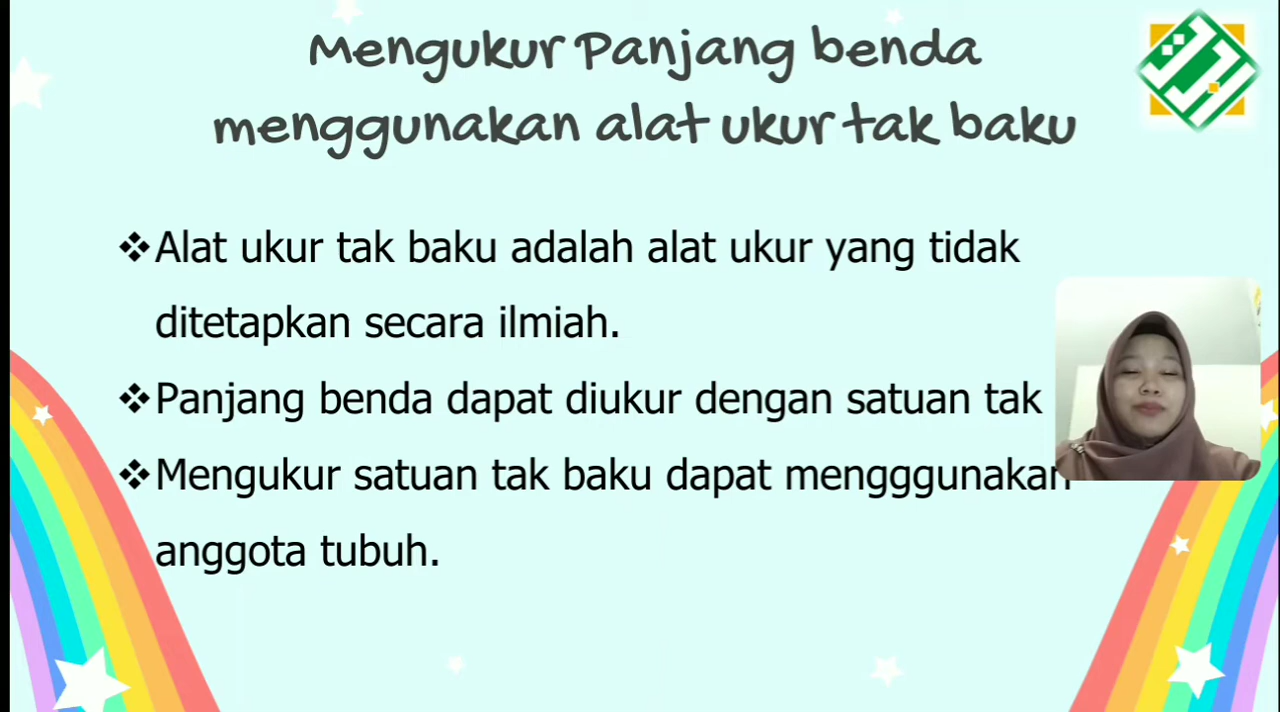 Mengukur Panjang benda
menggunakan alat ukur tak baku
❖Alat ukur tak baku adalah alat ukur yang tidak
ditetapkan secara ilmiah.
❖Panjang benda dapat diukur dengan satuan tak
❖Mengukur satuan tak baku dapat mengggunakan
anggota tubuh.